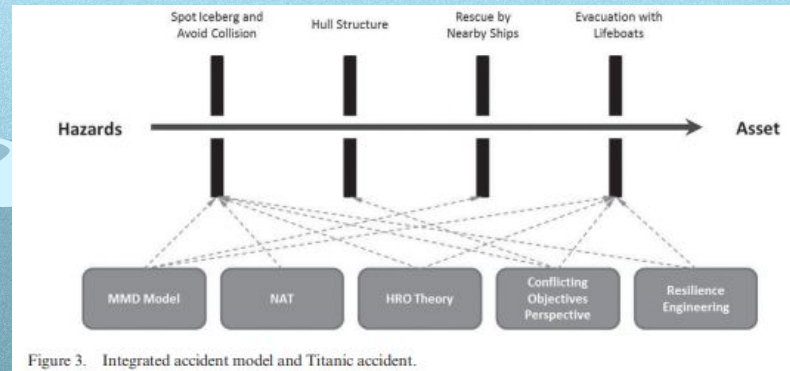 Spot Iceberg and
Avoid Collision
Hull Structure
Rescue by
Nearby Ships
Evacuation with
Lifeboats
Hazards
Asset
MMD Model
NAT
HRO Theory
Conflicting
Objectives
Perspective
Resilience
Engineering
Figure 3. Integrated accident model and Titanic accident.